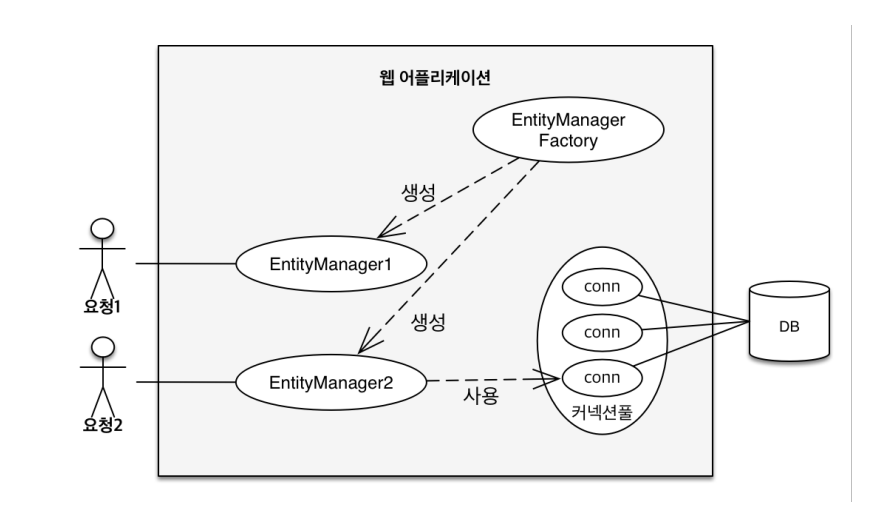 웹 어플리케이션
EntityManager
Factory
생성
EntityManager1
요청1
conn
생성
conn
DB
EntityManager2
conn
사용
커넥션풀
요청2